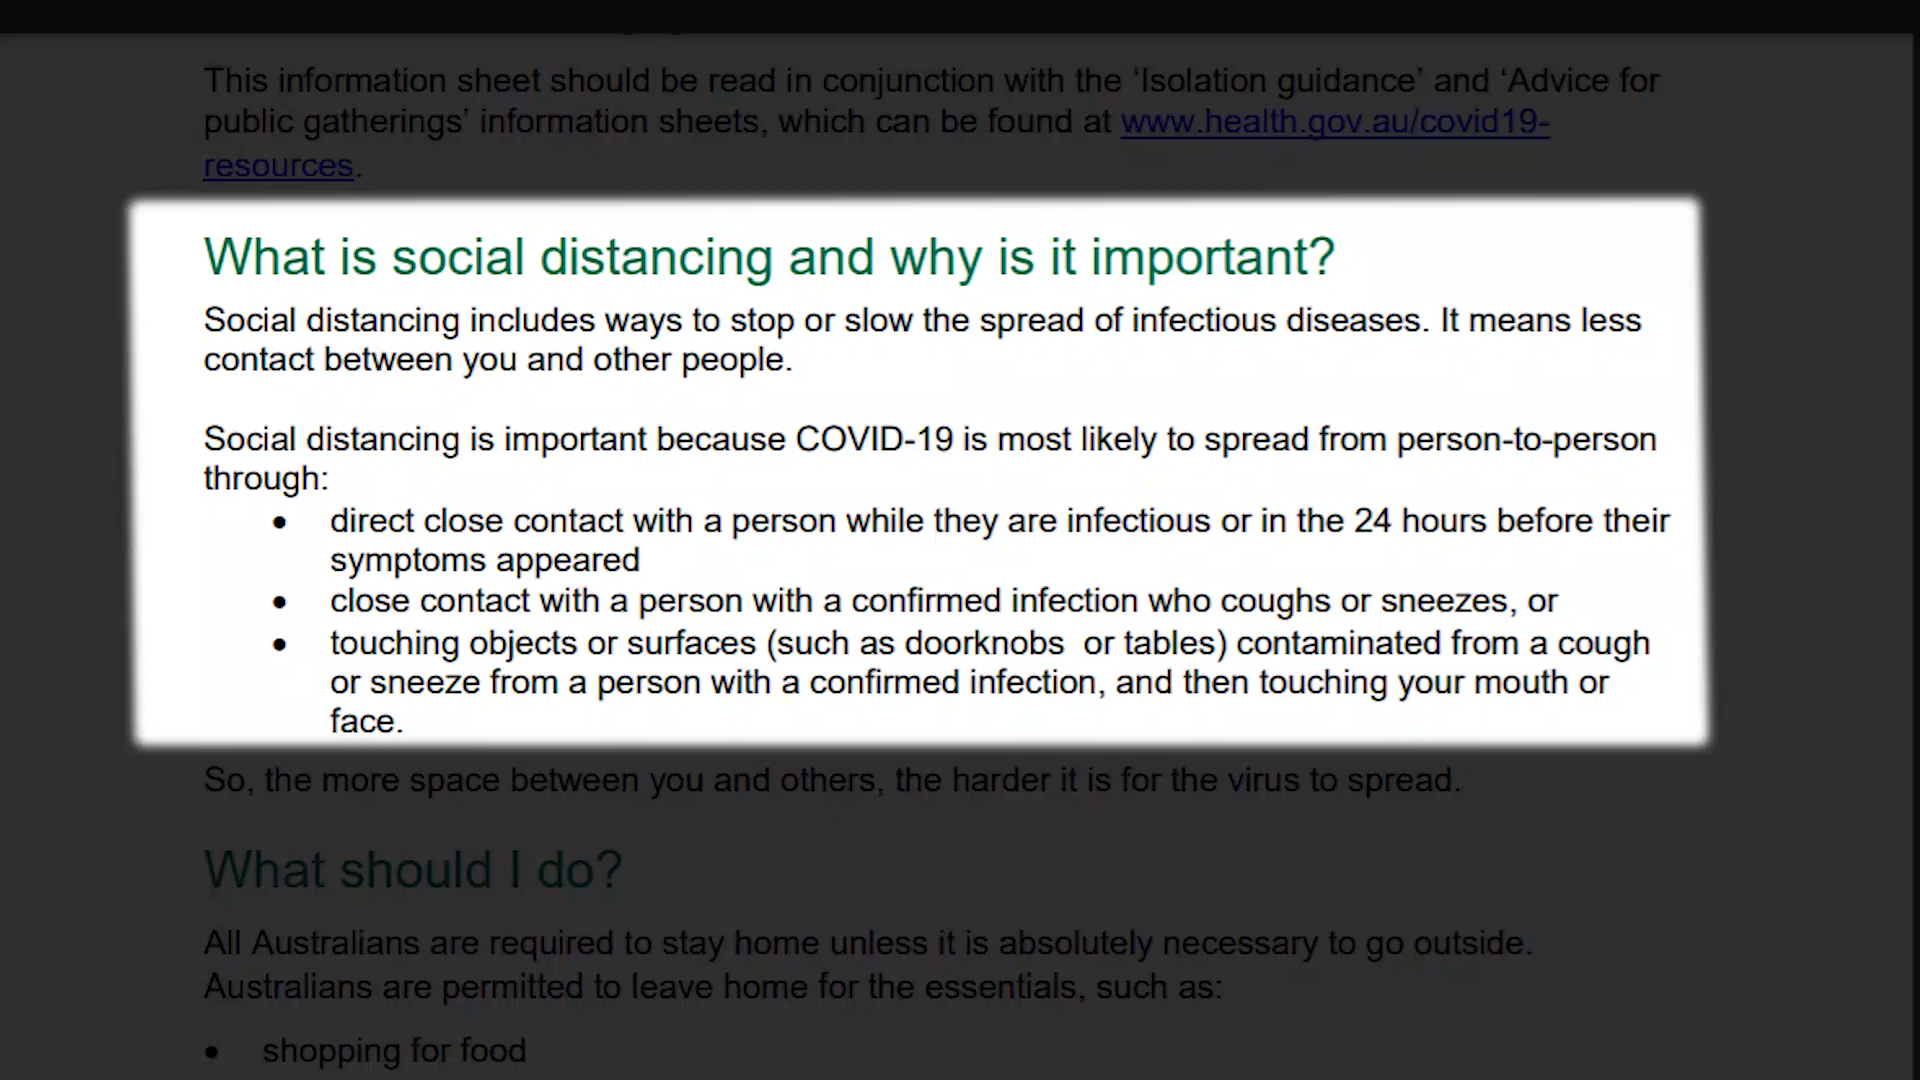 This information sheet should be read in conjunction with the ‘Isolation guidance’ and ‘Advice for
public gatherings’ information sheets, which can be found at www.health.gov.au/covid19-
resources.
What is social distancing and why is it important?
Social distancing includes ways to stop or slow the spread of infectious diseases. It means less
contact between you and other people.
Social distancing is important because COVID-19 is most likely to spread from person-to-person
through:
• direct close contact with a person while they are infectious or in the 24 hours before their
symptoms appeared
• close contact with a person with a confirmed infection who coughs or sneezes, or
• touching objects or surfaces (such as doorknobs  or tables) contaminated from a cough
or sneeze from a person with a confirmed infection, and then touching your mouth or
face.
So, the more space between you and others, the harder it is for the virus to spread.
What should I do?
All Australians are required to stay home unless it is absolutely necessary to go outside.
Australians are permitted to leave home for the essentials, such as:
• shopping for food